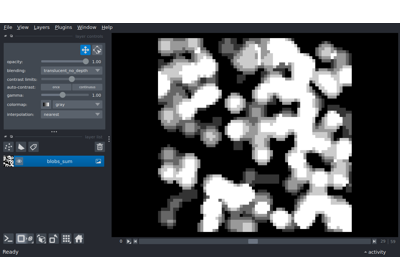 File View Layers Plugins Window Help
opacity: 1.00
blending: translucent_no_depth
contrast limits:
auto-contrast: once continuous
gamma: 1.00
colormap: gray
interpolation: nearest
blobs_sum
Ready
activity